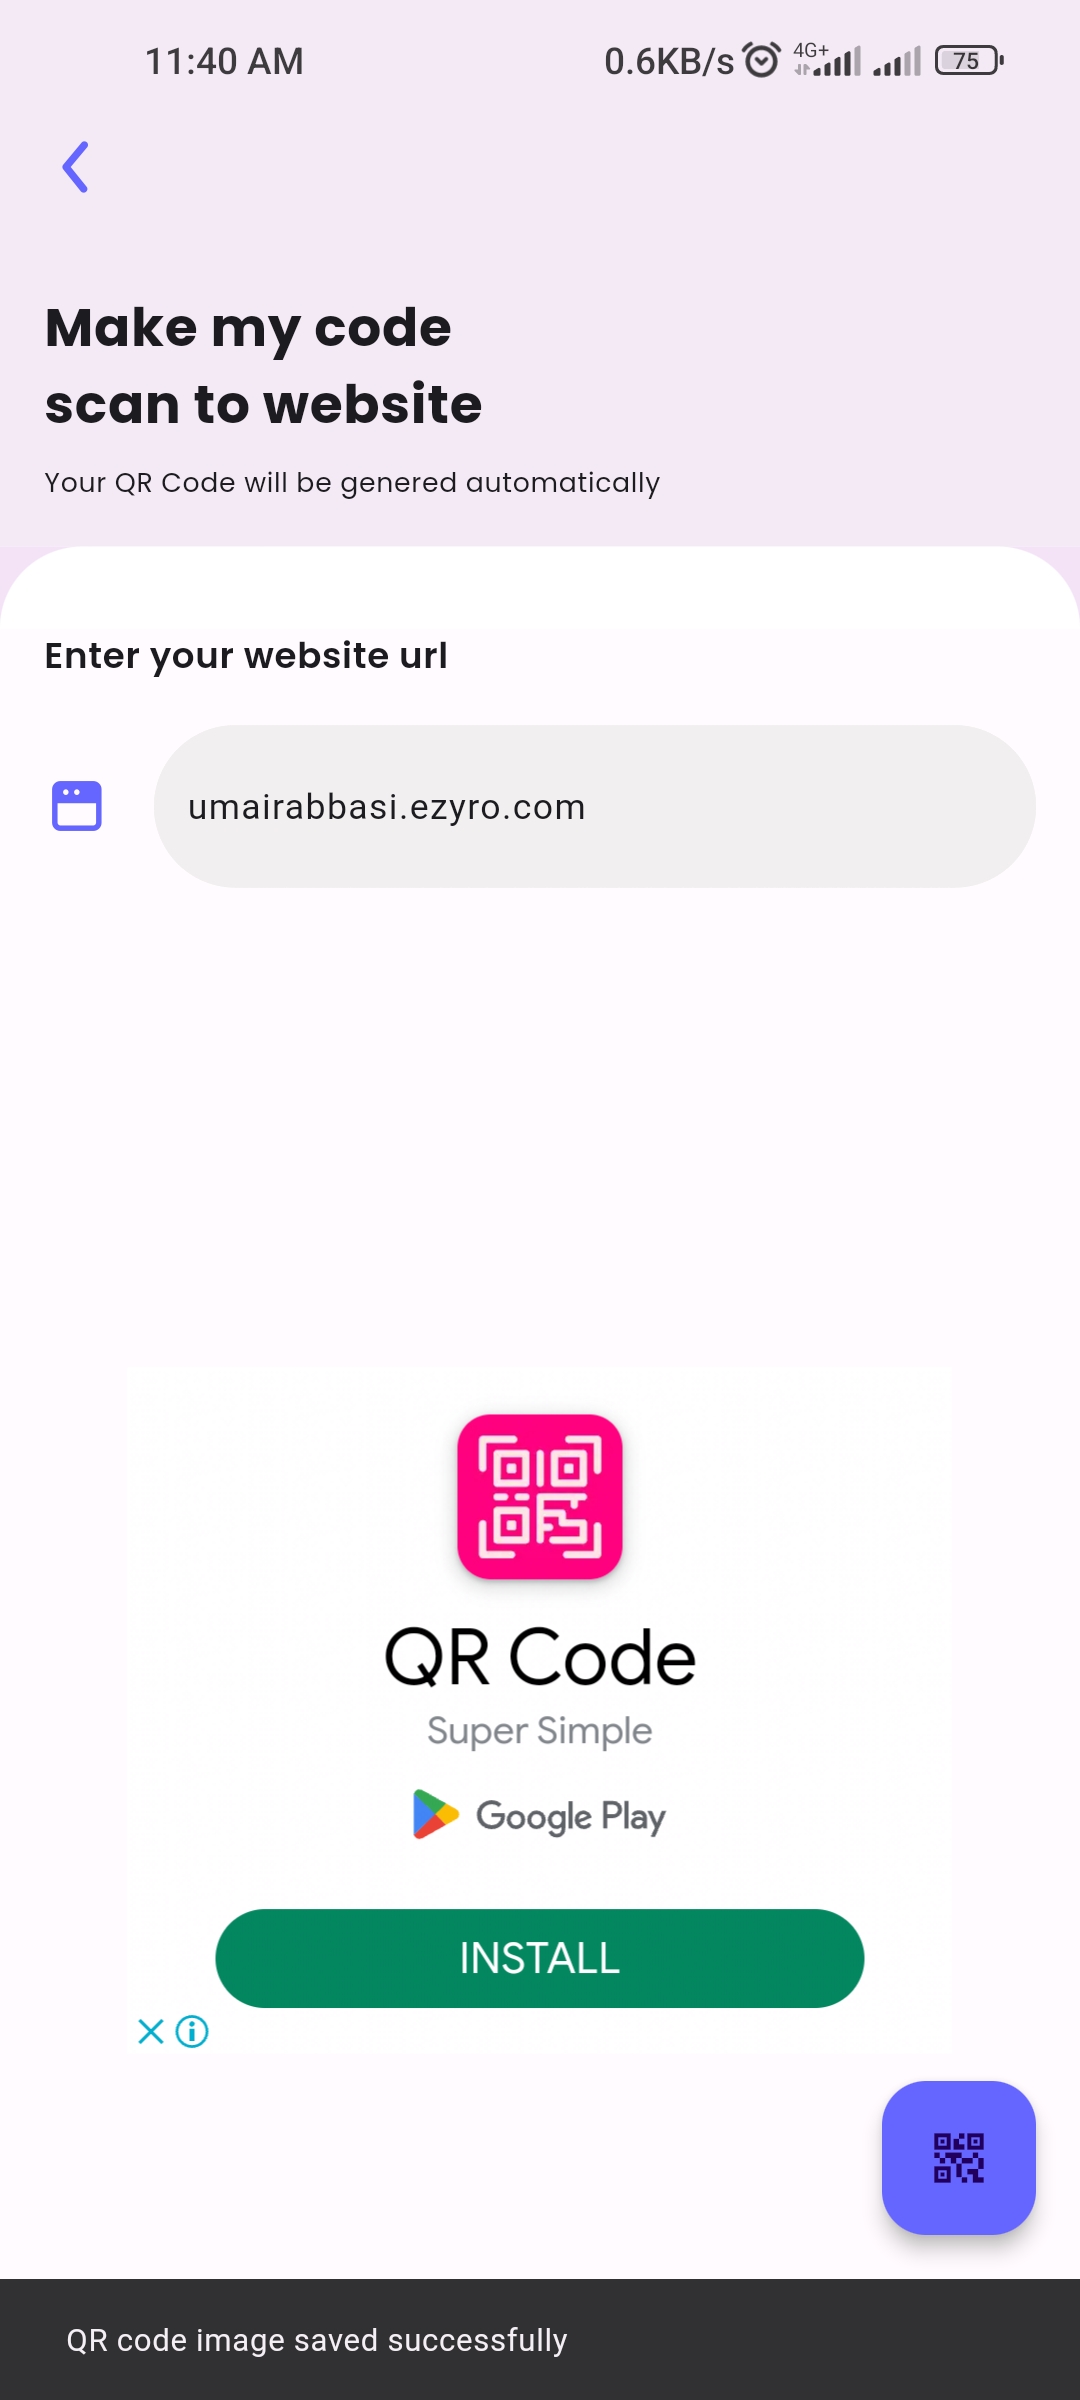 11:40 AM
0.6KB/s 4G+ 75
Make my code
scan to website
Your QR Code will be genered automatically
Enter your website url
umairabbasi.ezyro.com
QR Code
Super Simple
Google Play
INSTALL
QR code image saved successfully